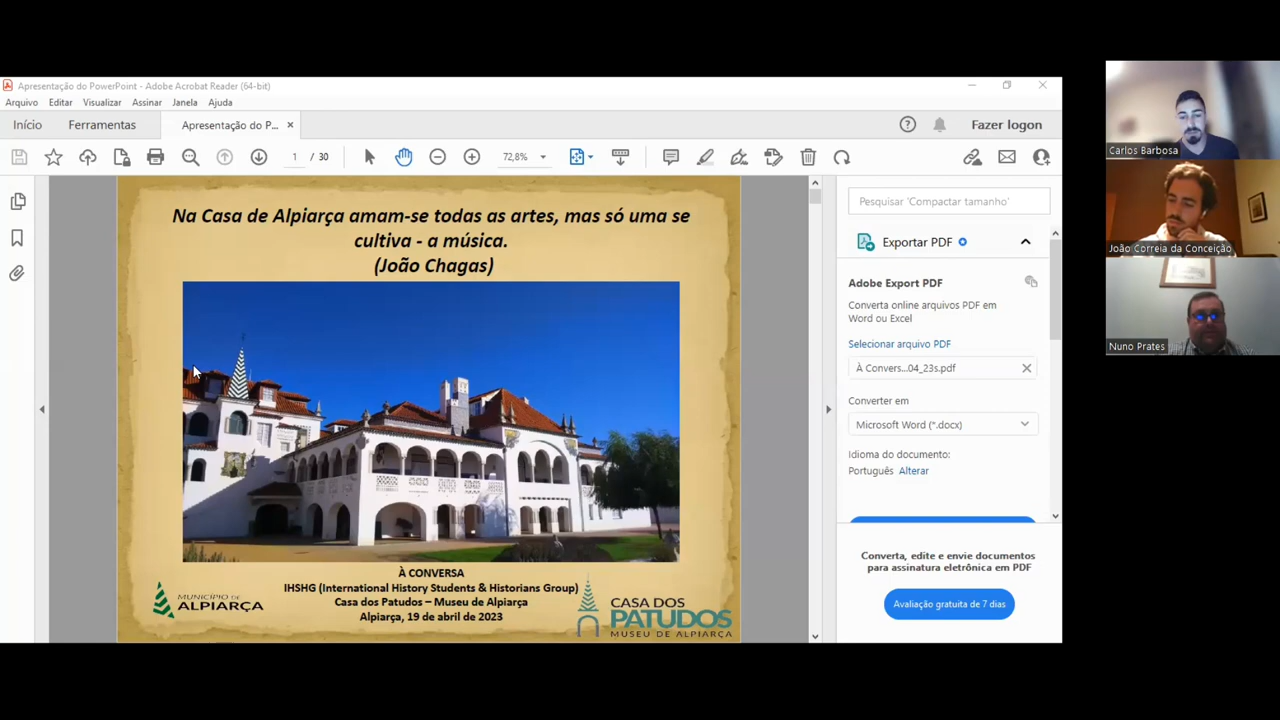 Apresentação do PowerPoint - Adobe Acrobat Reader (64-bit)
Arquivo Editar Visualizar Assinar Janela Ajuda
Início Ferramentas Apresentação do P... Fazer logon
1 / 30 72,8%
Na Casa de Alpiarça amam-se todas as artes, mas só uma se
cultiva - a música.
(João Chagas)
À CONVERSA
IHSHG (International History Students & Historians Group)
Casa dos Patudos – Museu de Alpiarça
Alpiarça, 19 de abril de 2023
MUNICÍPIO DE
ALPIARÇA
CASA DOS
PATUDOS
MUSEU DE ALPIARÇA
Pesquisar 'Compactar tamanho'
Exportar PDF
Adobe Export PDF
Converta online arquivos PDF em
Word ou Excel
Selecionar arquivo PDF
À Convers...04_23s.pdf
Converter em
Microsoft Word (*.docx)
Idioma do documento:
Português Alterar
Converta, edite e envie documentos
para assinatura eletrônica em PDF
Avaliação gratuita de 7 dias
Carlos Barbosa
João Correia da Conceição
Nuno Prates